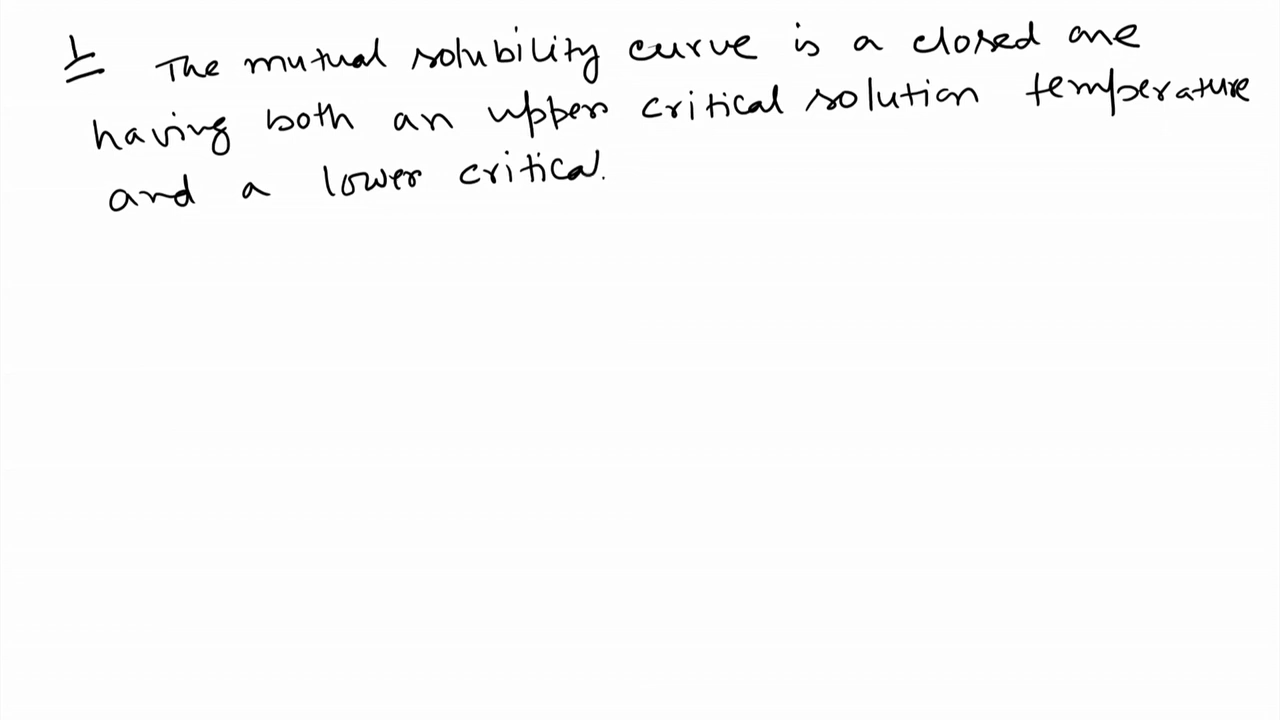 1 The mutual solubility curve is a closed one
having both an upper critical solution temperature
and a lower critical.